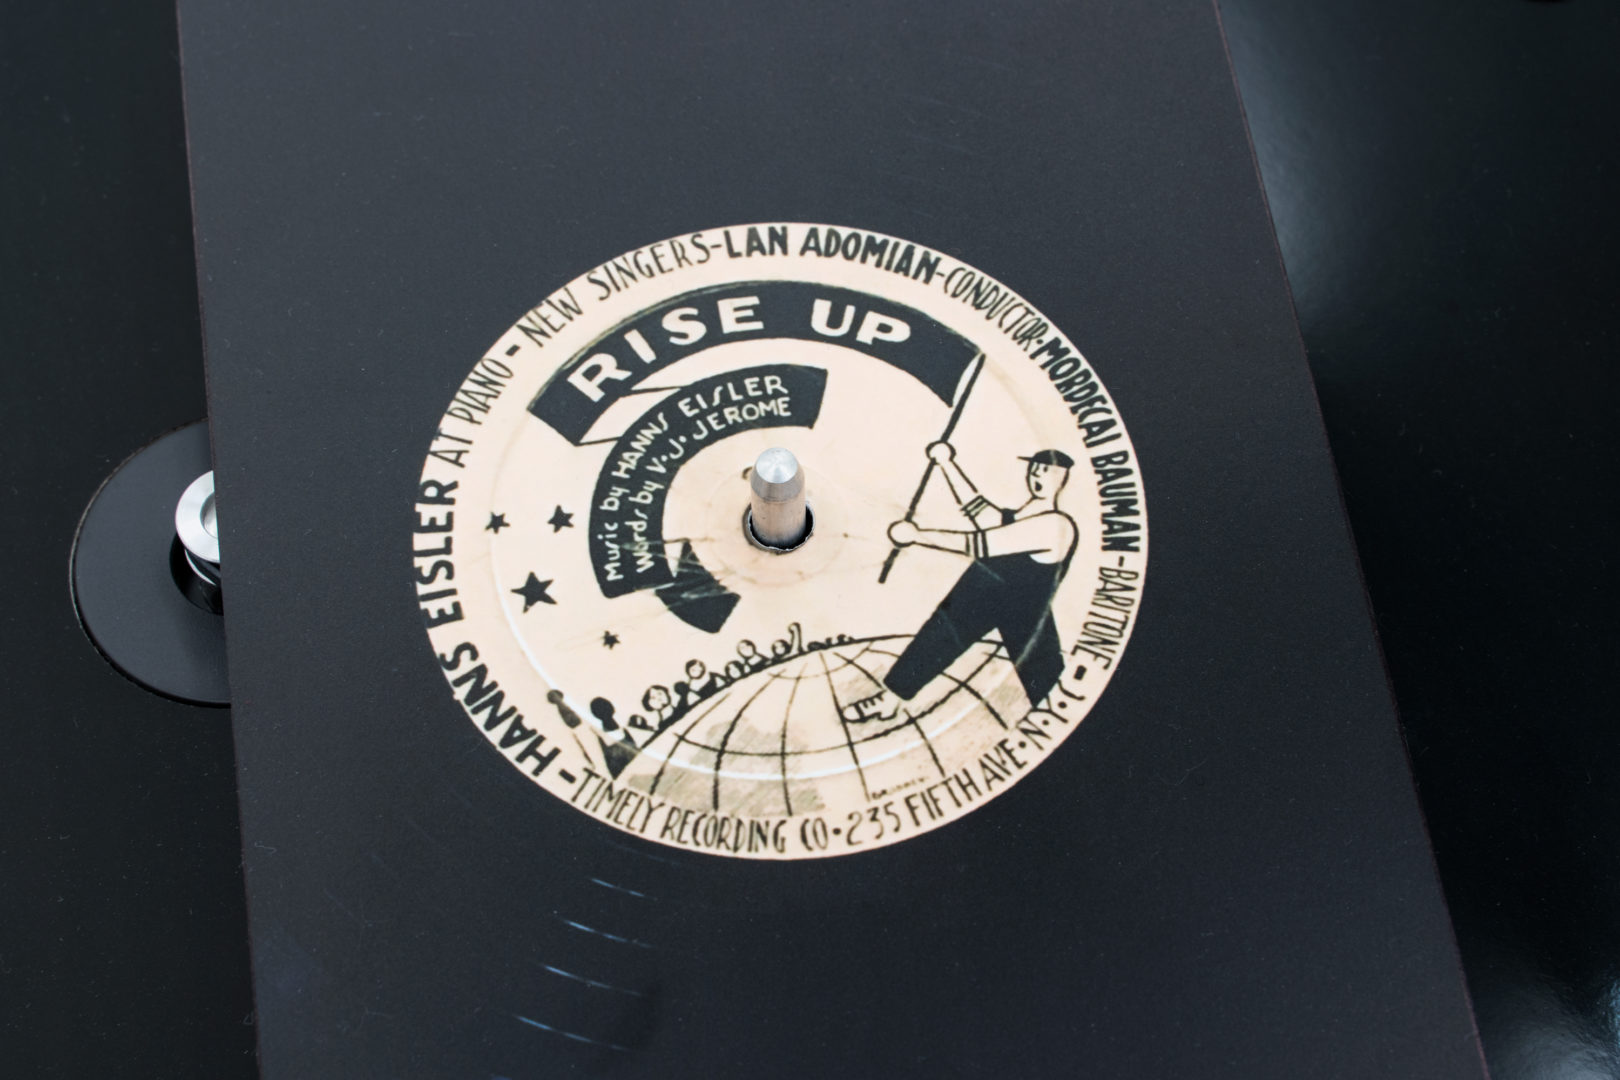 RISE UP
Music by HANNS EISLER
Words by V.J. JEROME
HANNS EISLER AT PIANO - NEW SINGERS - LAN ADOMIAN - CONDUCTOR · MORDECAI BAUMAN - BARITONE -
TIMELY RECORDING CO · 235 FIFTH AVE · N.Y.C.